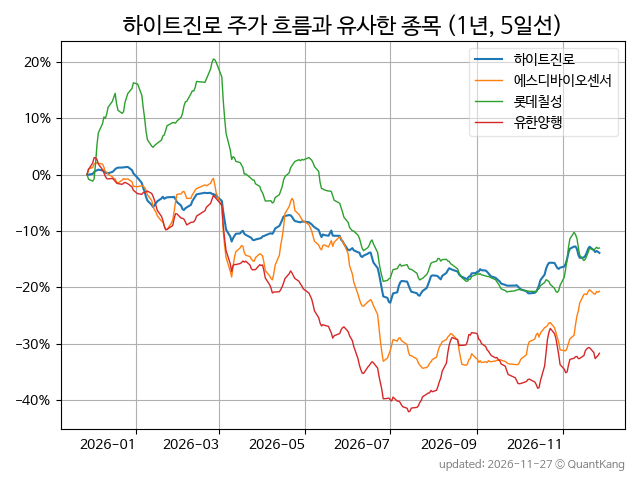 하이트진로 주가 흐름과 유사한 종목 (1년, 5일선)
하이트진로
에스디바이오센서
롯데칠성
유한양행
20%
10%
0%
−10%
−20%
−30%
−40%
2026-01
2026-03
2026-05
2026-07
2026-09
2026-11
updated: 2026-11-27 © QuantKang